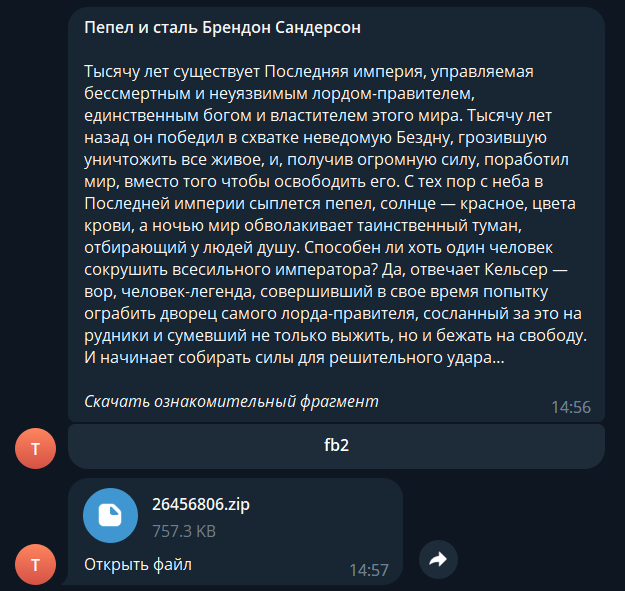 Пепел и сталь Брендон Сандерсон
Тысячу лет существует Последняя империя, управляемая
бессмертным и неуязвимым лордом-правителем,
единственным богом и властителем этого мира. Тысячу лет
назад он победил в схватке неведомую Бездну, грозившую
уничтожить все живое, и, получив огромную силу, поработил
мир, вместо того чтобы освободить его. С тех пор с неба в
Последней империи сыплется пепел, солнце — красное, цвета
крови, а ночью мир обволакивает таинственный туман,
отбирающий у людей душу. Способен ли хоть один человек
сокрушить всесильного императора? Да, отвечает Кельсер —
вор, человек-легенда, совершивший в свое время попытку
ограбить дворец самого лорда-правителя, сосланный за это на
рудники и сумевший не только выжить, но и бежать на свободу.
И начинает собирать силы для решительного удара...
Скачать ознакомительный фрагмент
14:56
Т
fb2
26456806.zip
757.3 KB
Открыть файл
14:57
Т